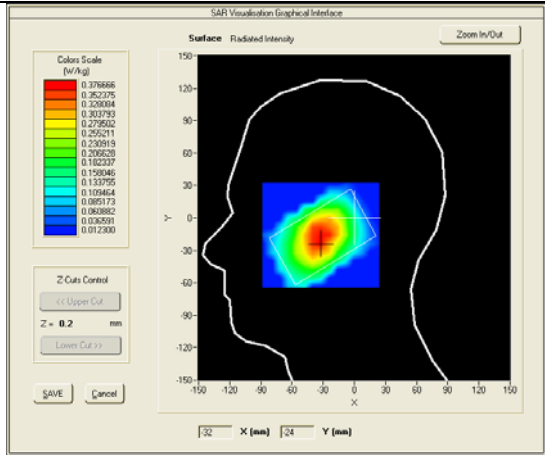 SAR Visualisation Graphical Interface
Surface Radiated Intensity
Zoom In/Out
Colors Scale
(W/kg)
0.376666
0.352375
0.328084
0.303793
0.279502
0.255211
0.230919
0.206628
0.182337
0.158046
0.133755
0.109464
0.085173
0.060882
0.036591
0.012300
Z-Cuts Control
<< Upper Cut
Z = 0.2 mm
Lower Cut >>
SAVE Cancel
150
120
90
60
30
0
-30
-60
-90
-120
-150
Y
-150 -120 -90 -60 -30 0 30 60 90 120 150
X
-32 X (mm) -24 Y (mm)